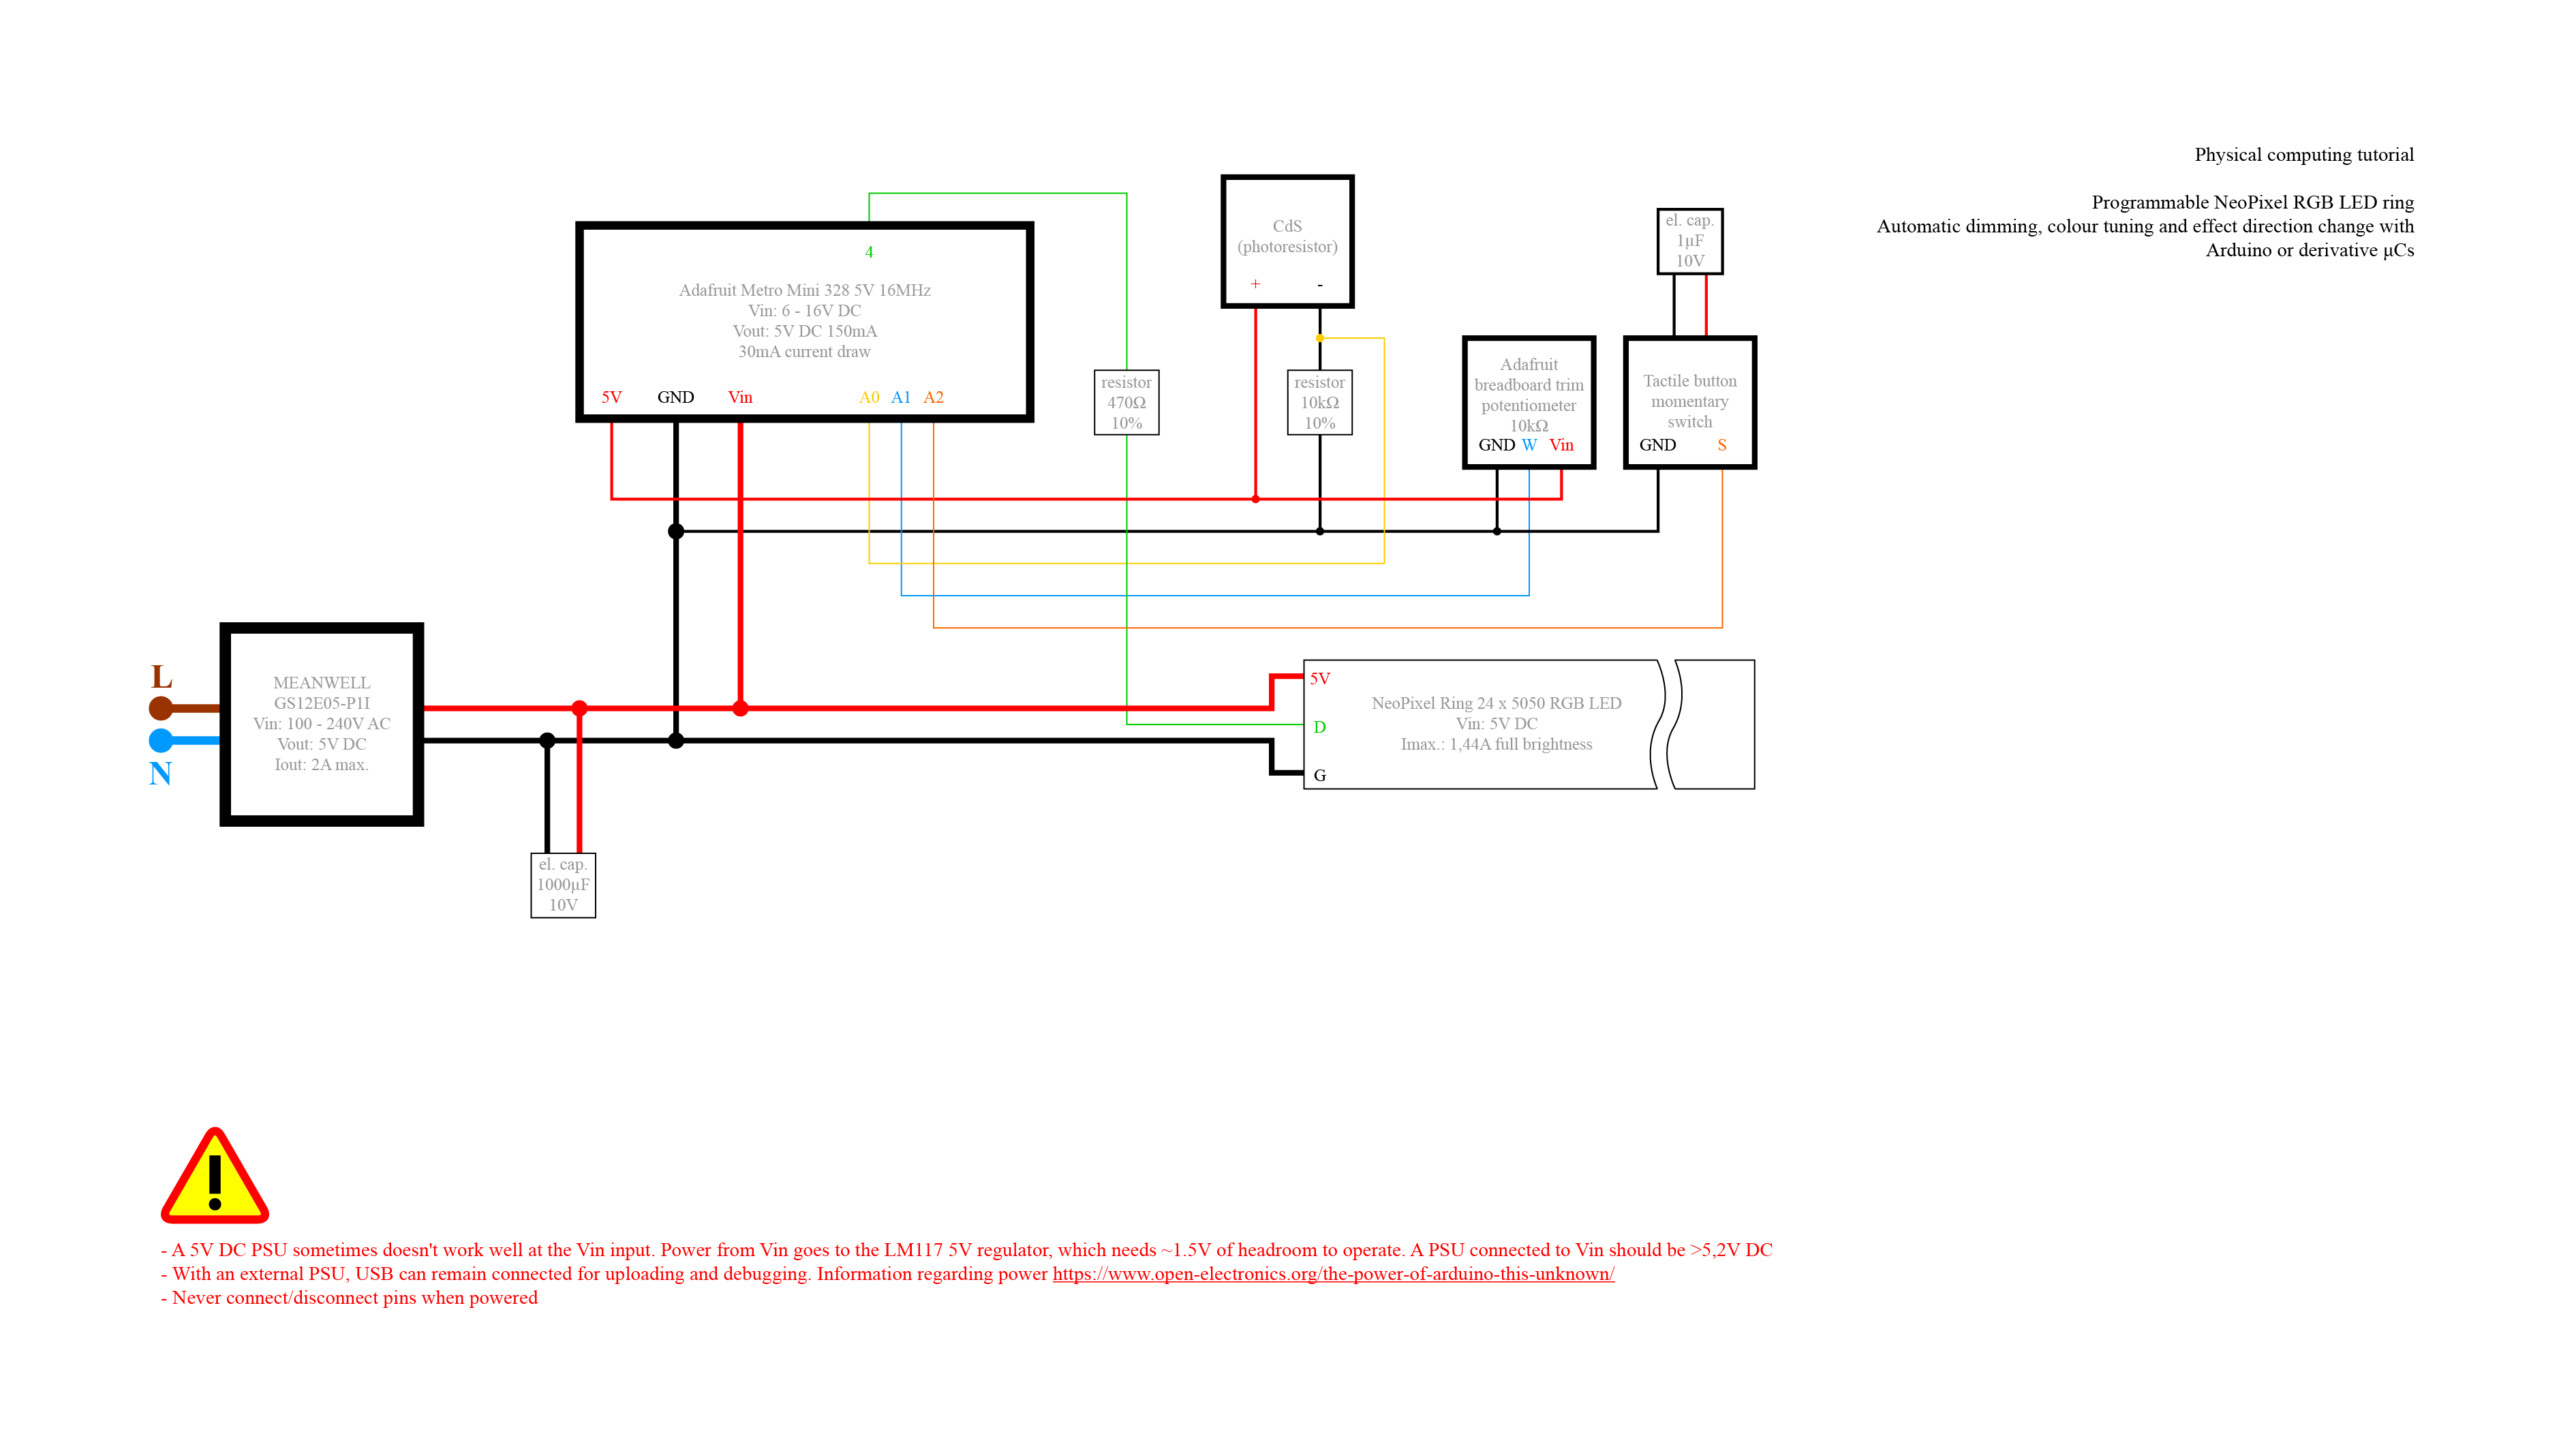 Physical computing tutorial
Programmable NeoPixel RGB LED ring
Automatic dimming, colour tuning and effect direction change with
Arduino or derivative µCs
4
Adafruit Metro Mini 328 5V 16MHz
Vin: 6 - 16V DC
Vout: 5V DC 150mA
30mA current draw
5V GND Vin A0 A1 A2
resistor
470Ω
10%
CdS
(photoresistor)
+ -
resistor
10kΩ
10%
Adafruit
breadboard trim
potentiometer
10kΩ
GND W Vin
el. cap.
1µF
10V
Tactile button
momentary
switch
GND S
L
N
MEANWELL
GS12E05-P1I
Vin: 100 - 240V AC
Vout: 5V DC
Iout: 2A max.
el. cap.
1000µF
10V
5V
D
G
NeoPixel Ring 24 x 5050 RGB LED
Vin: 5V DC
Imax.: 1,44A full brightness
- A 5V DC PSU sometimes doesn't work well at the Vin input. Power from Vin goes to the LM117 5V regulator, which needs ~1.5V of headroom to operate. A PSU connected to Vin should be >5,2V DC
- With an external PSU, USB can remain connected for uploading and debugging. Information regarding power https://www.open-electronics.org/the-power-of-arduino-this-unknown/
- Never connect/disconnect pins when powered